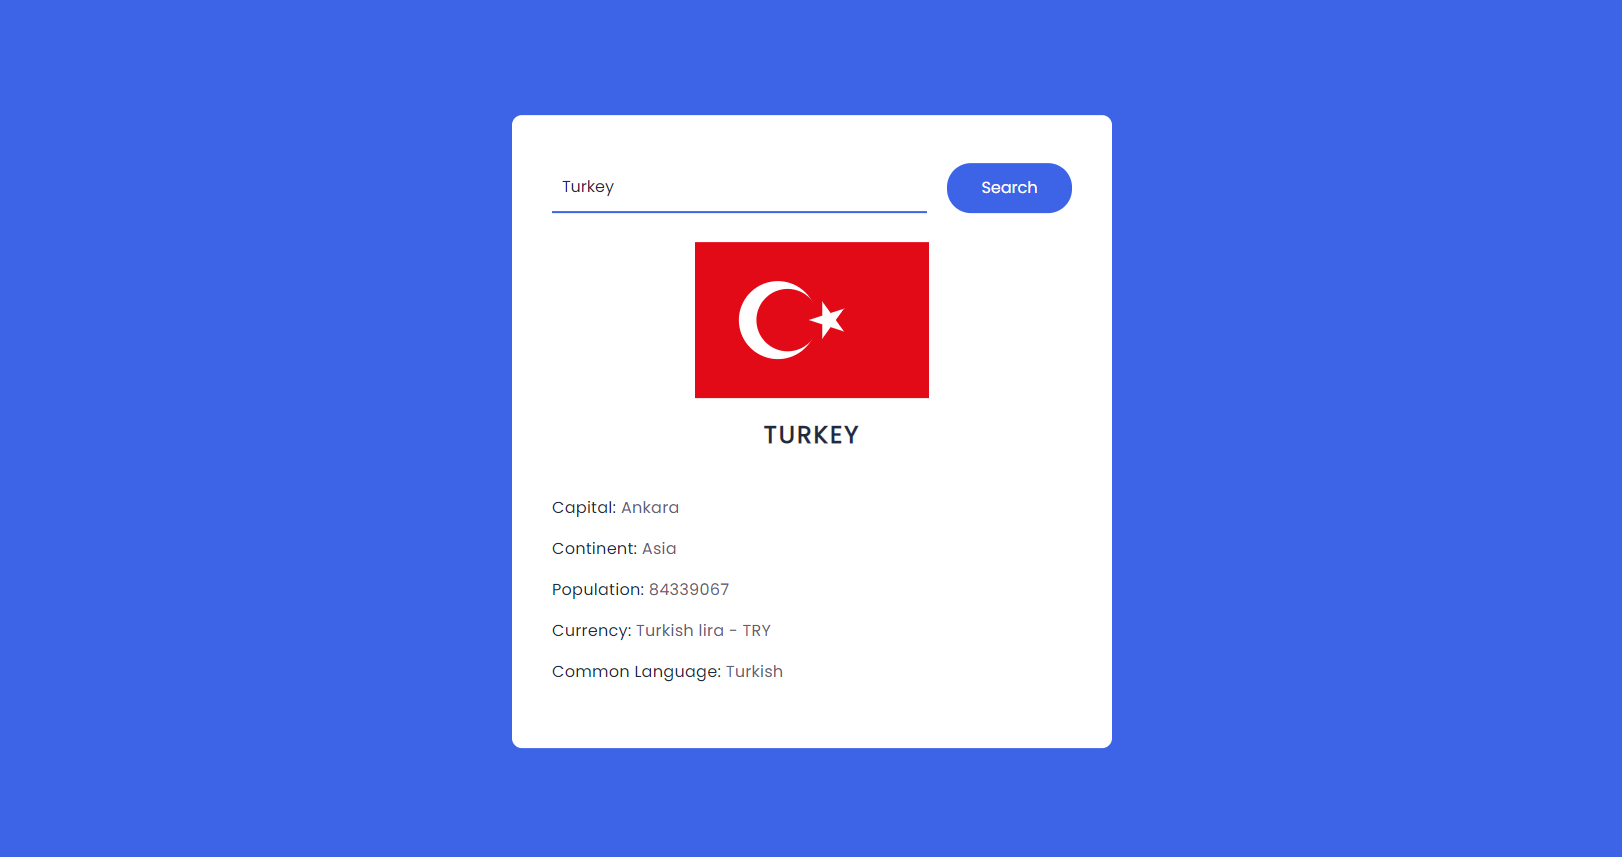 Turkey
Search
TURKEY
Capital: Ankara
Continent: Asia
Population: 84339067
Currency: Turkish lira - TRY
Common Language: Turkish